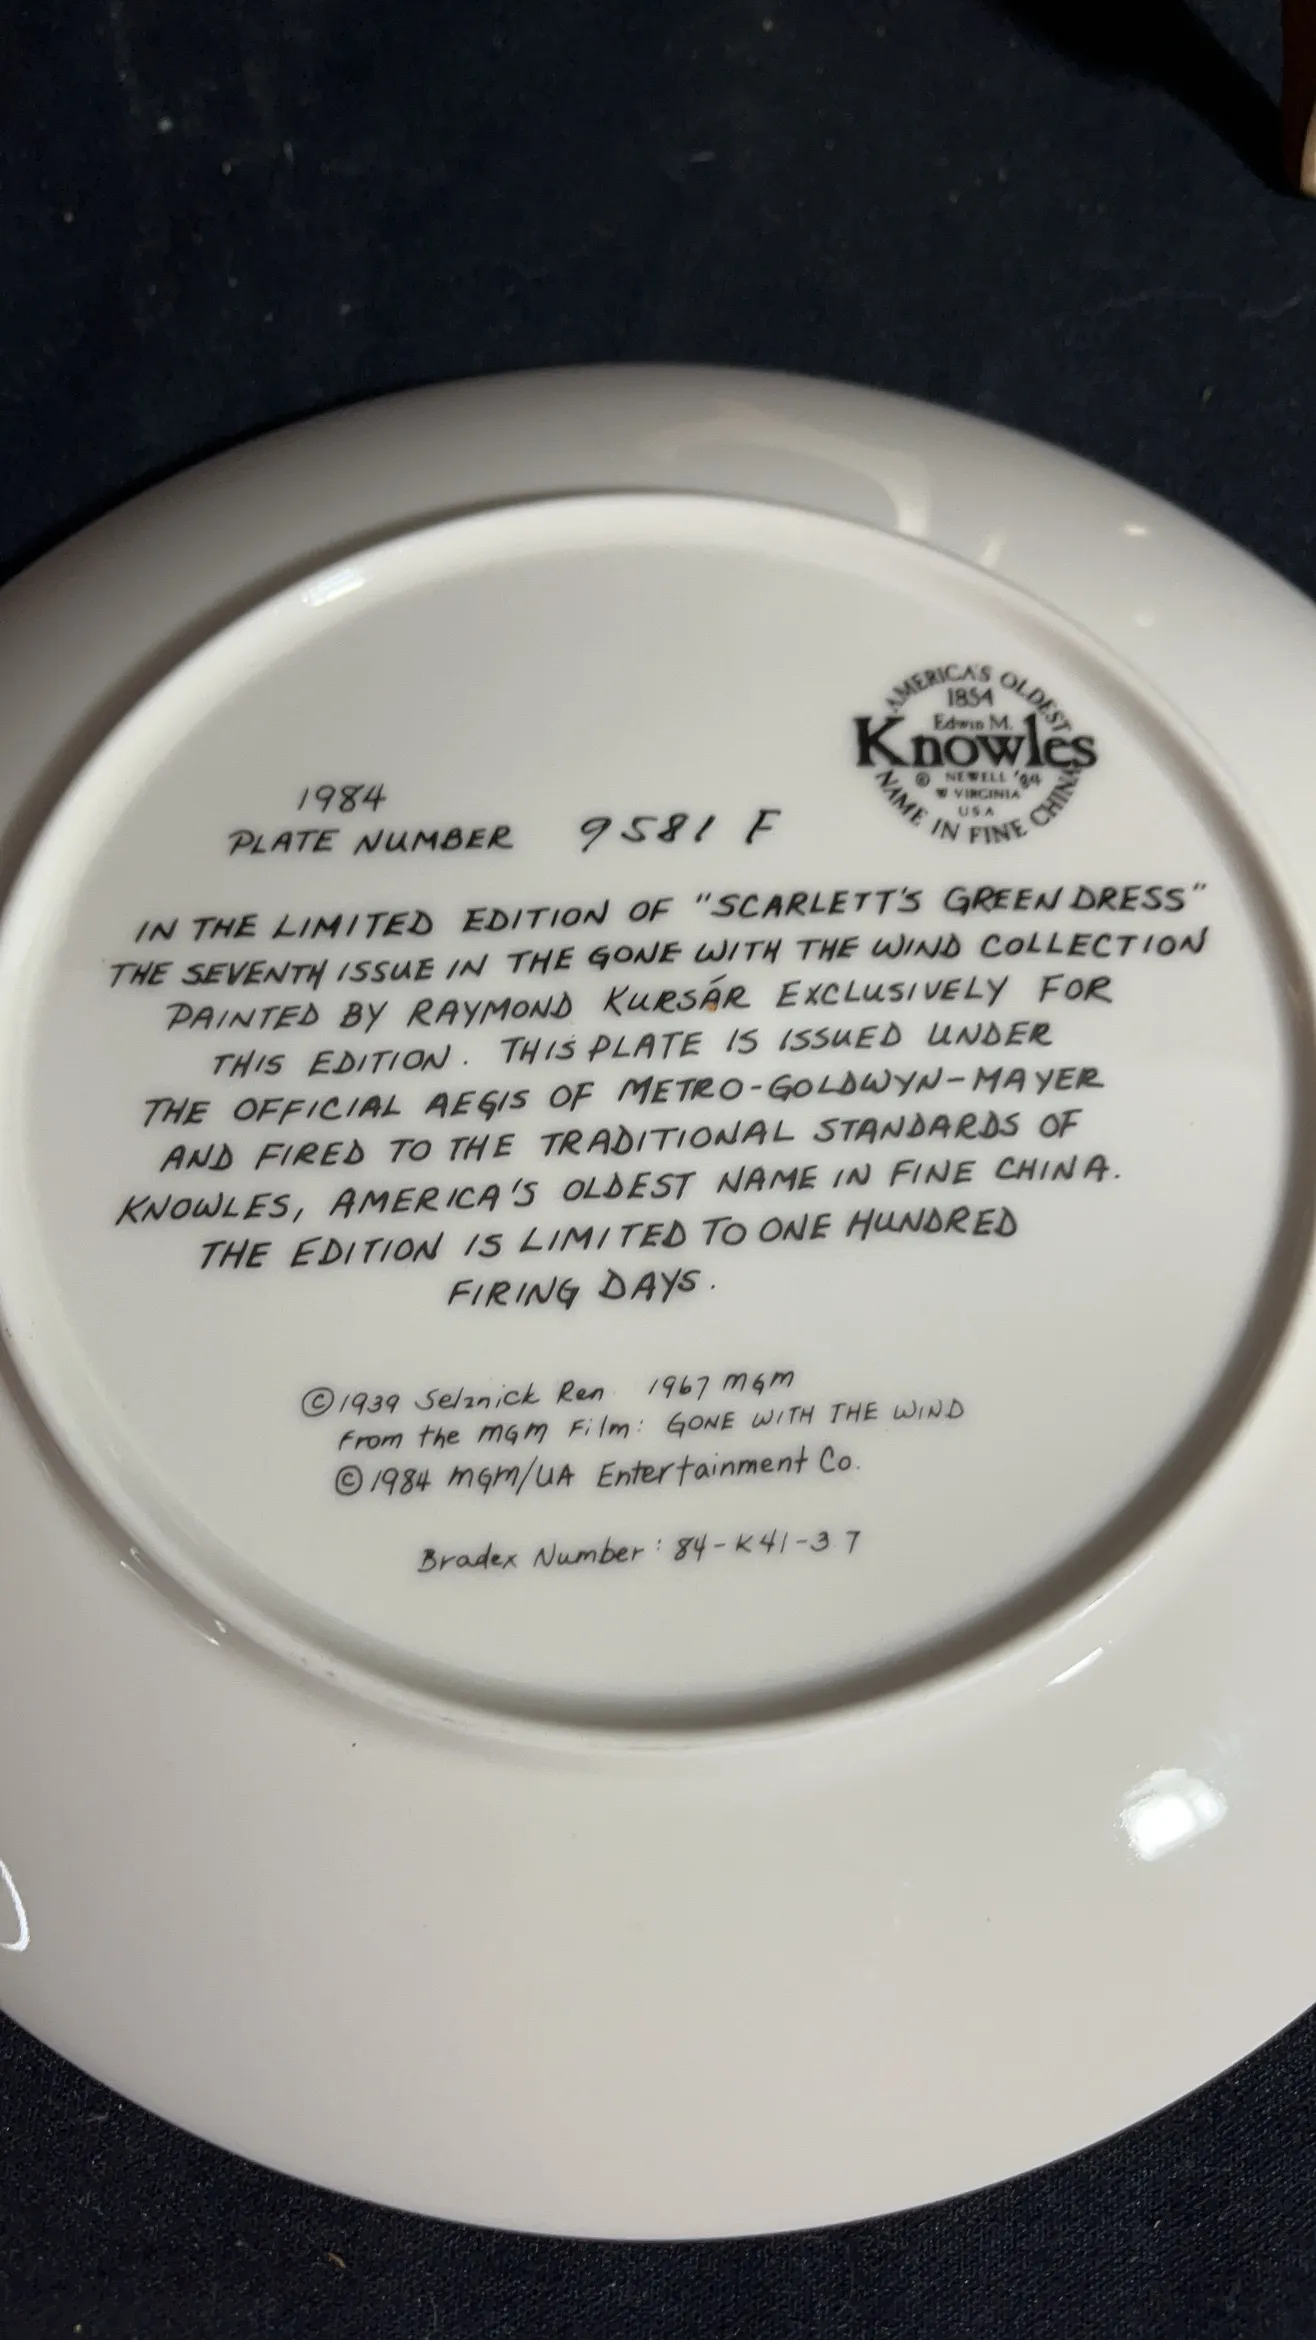 AMERICA'S OLDEST
1854
Edwin M.
Knowles
© NEWELL '84
W VIRGINIA
U S A
NAME IN FINE CHINA
1984
PLATE NUMBER 9581 F
IN THE LIMITED EDITION OF "SCARLETT'S GREEN DRESS"
THE SEVENTH ISSUE IN THE GONE WITH THE WIND COLLECTION
PAINTED BY RAYMOND KURSÁR EXCLUSIVELY FOR
THIS EDITION. THIS PLATE IS ISSUED UNDER
THE OFFICIAL AEGIS OF METRO-GOLDWYN-MAYER
AND FIRED TO THE TRADITIONAL STANDARDS OF
KNOWLES, AMERICA'S OLDEST NAME IN FINE CHINA.
THE EDITION IS LIMITED TO ONE HUNDRED
FIRING DAYS.
© 1939 Selznick Ren 1967 MGM
From the MGM Film: GONE WITH THE WIND
© 1984 MGM/UA Entertainment Co.
Bradex Number: 84-K41-3.7